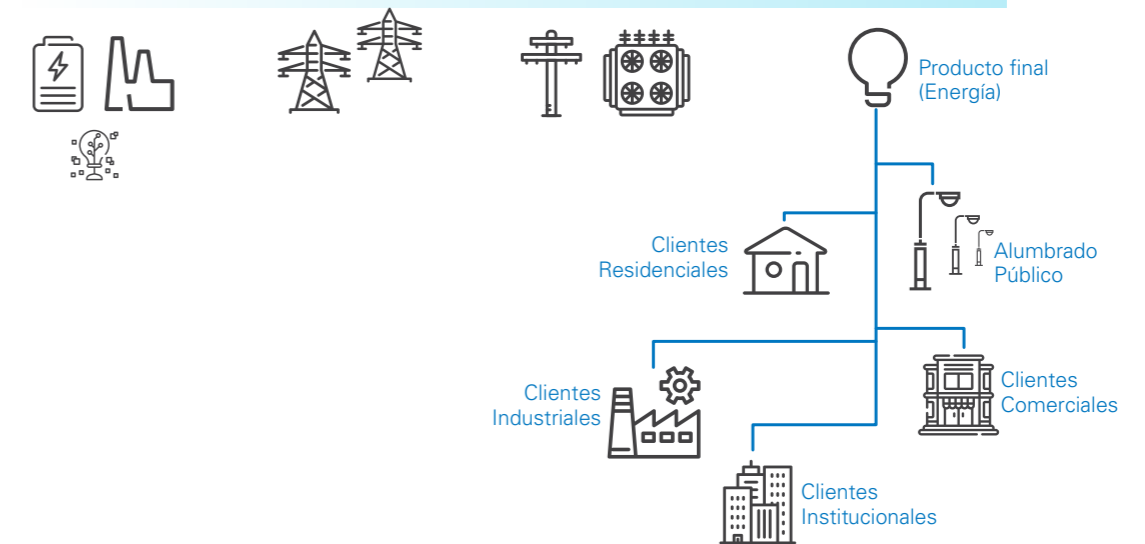 Producto final
(Energía)
Clientes
Residenciales
Alumbrado
Público
Clientes
Industriales
Clientes
Comerciales
Clientes
Institucionales